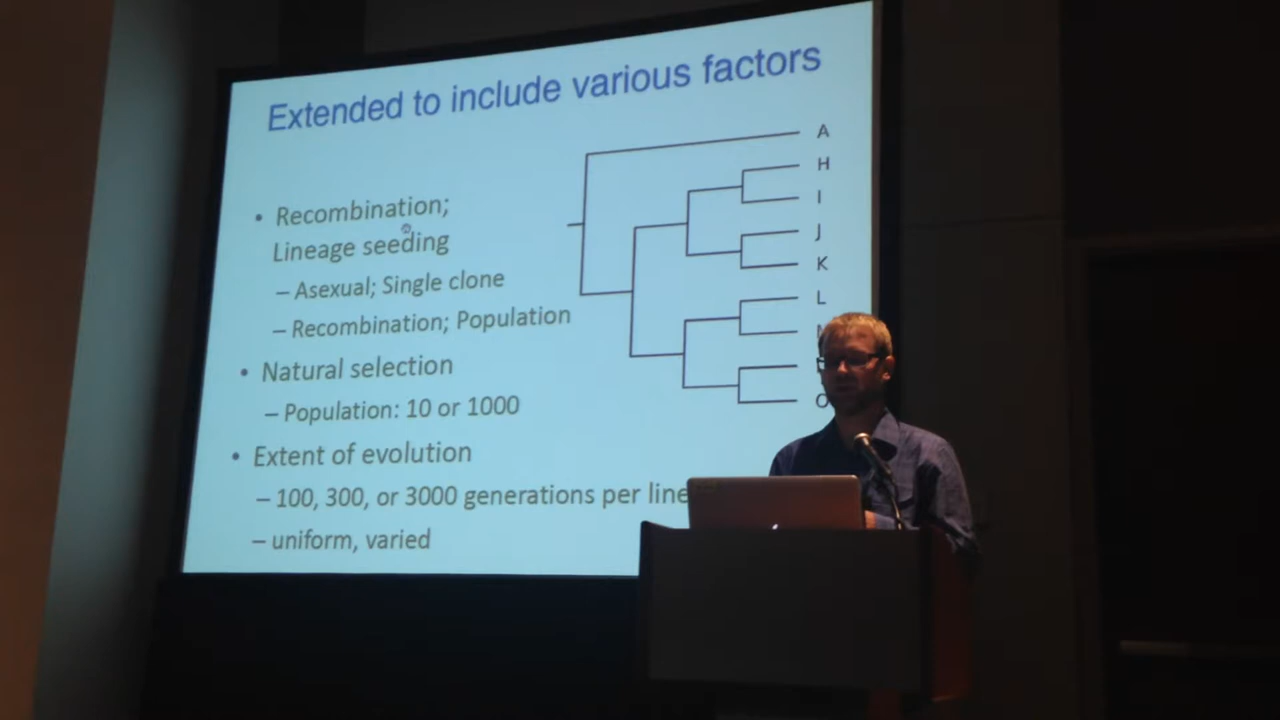 Extended to include various factors
• Recombination;
Lineage seeding
– Asexual; Single clone
– Recombination; Population
• Natural selection
– Population: 10 or 1000
• Extent of evolution
– 100, 300, or 3000 generations per line
– uniform, varied
A
H
I
J
K
L
O